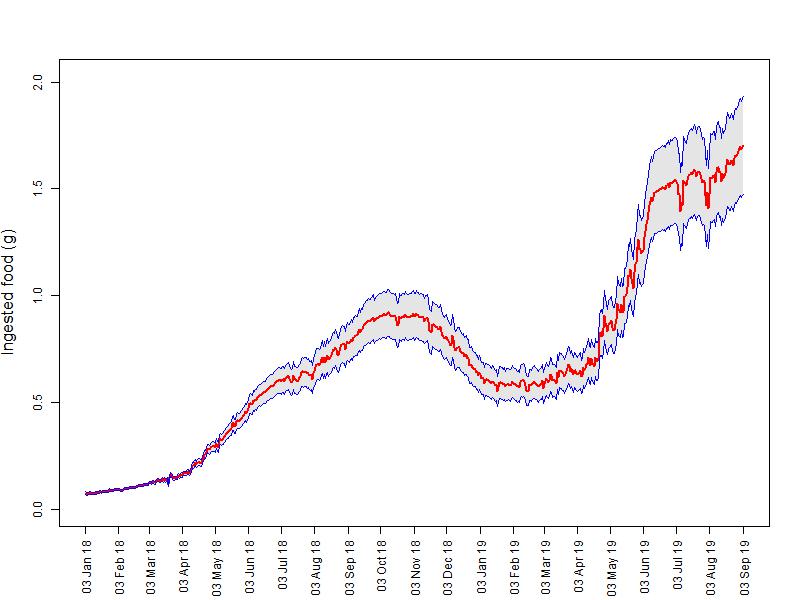 Ingested food (g)
2.0
1.5
1.0
0.5
0.0
03 Jan 18
03 Feb 18
03 Mar 18
03 Apr 18
03 May 18
03 Jun 18
03 Jul 18
03 Aug 18
03 Sep 18
03 Oct 18
03 Nov 18
03 Dec 18
03 Jan 19
03 Feb 19
03 Mar 19
03 Apr 19
03 May 19
03 Jun 19
03 Jul 19
03 Aug 19
03 Sep 19